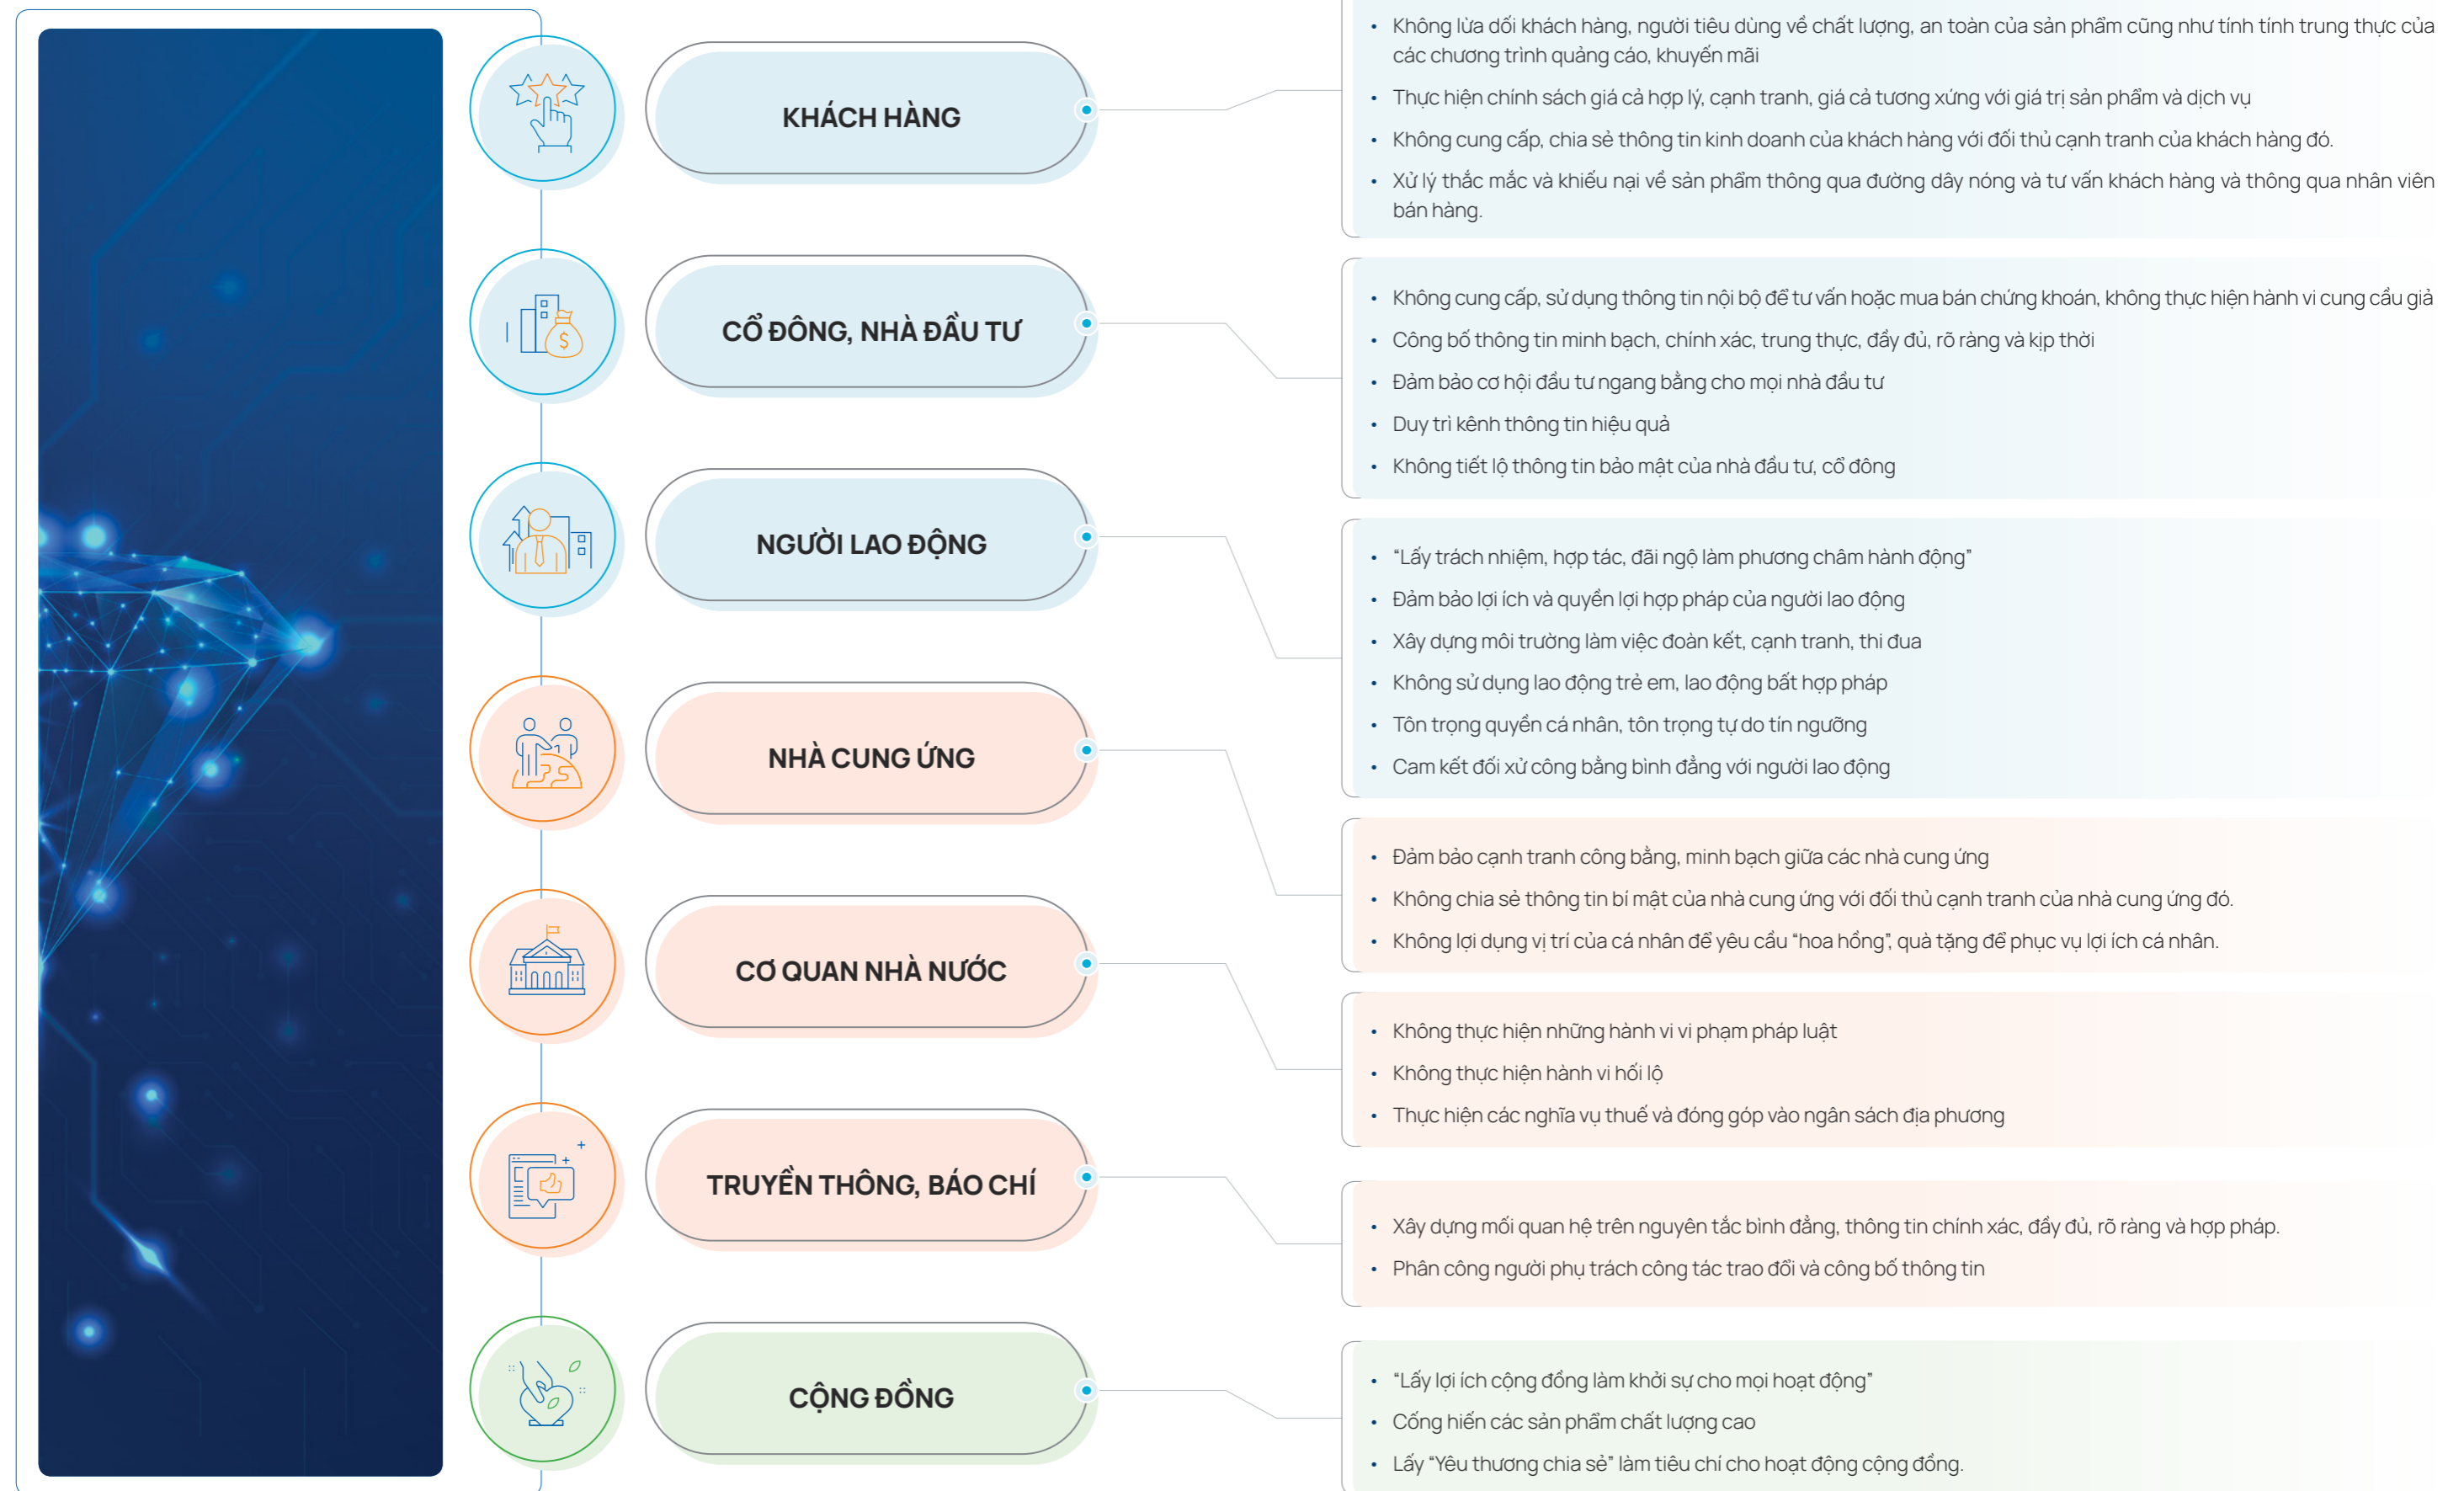 KHÁCH HÀNG
• Không lừa dối khách hàng, người tiêu dùng về chất lượng, an toàn của sản phẩm cũng như tính tính trung thực của
các chương trình quảng cáo, khuyến mãi
• Thực hiện chính sách giá cả hợp lý, cạnh tranh, giá cả tương xứng với giá trị sản phẩm và dịch vụ
• Không cung cấp, chia sẻ thông tin kinh doanh của khách hàng với đối thủ cạnh tranh của khách hàng đó.
• Xử lý thắc mắc và khiếu nại về sản phẩm thông qua đường dây nóng và tư vấn khách hàng và thông qua nhân viên
bán hàng.
CỔ ĐÔNG, NHÀ ĐẦU TƯ
• Không cung cấp, sử dụng thông tin nội bộ để tư vấn hoặc mua bán chứng khoán, không thực hiện hành vi cung cầu giả
• Công bố thông tin minh bạch, chính xác, trung thực, đầy đủ, rõ ràng và kịp thời
• Đảm bảo cơ hội đầu tư ngang bằng cho mọi nhà đầu tư
• Duy trì kênh thông tin hiệu quả
• Không tiết lộ thông tin bảo mật của nhà đầu tư, cổ đông
NGƯỜI LAO ĐỘNG
• “Lấy trách nhiệm, hợp tác, đãi ngộ làm phương châm hành động”
• Đảm bảo lợi ích và quyền lợi hợp pháp của người lao động
• Xây dựng môi trường làm việc đoàn kết, cạnh tranh, thi đua
• Không sử dụng lao động trẻ em, lao động bất hợp pháp
• Tôn trọng quyền cá nhân, tôn trọng tự do tín ngưỡng
• Cam kết đối xử công bằng bình đẳng với người lao động
NHÀ CUNG ỨNG
• Đảm bảo cạnh tranh công bằng, minh bạch giữa các nhà cung ứng
• Không chia sẻ thông tin bí mật của nhà cung ứng với đối thủ cạnh tranh của nhà cung ứng đó.
• Không lợi dụng vị trí của cá nhân để yêu cầu “hoa hồng”, quà tặng để phục vụ lợi ích cá nhân.
CƠ QUAN NHÀ NƯỚC
• Không thực hiện những hành vi vi phạm pháp luật
• Không thực hiện hành vi hối lộ
• Thực hiện các nghĩa vụ thuế và đóng góp vào ngân sách địa phương
TRUYỀN THÔNG, BÁO CHÍ
• Xây dựng mối quan hệ trên nguyên tắc bình đẳng, thông tin chính xác, đầy đủ, rõ ràng và hợp pháp.
• Phân công người phụ trách công tác trao đổi và công bố thông tin
CỘNG ĐỒNG
• “Lấy lợi ích cộng đồng làm khởi sự cho mọi hoạt động”
• Cống hiến các sản phẩm chất lượng cao
• Lấy “Yêu thương chia sẻ” làm tiêu chí cho hoạt động cộng đồng.